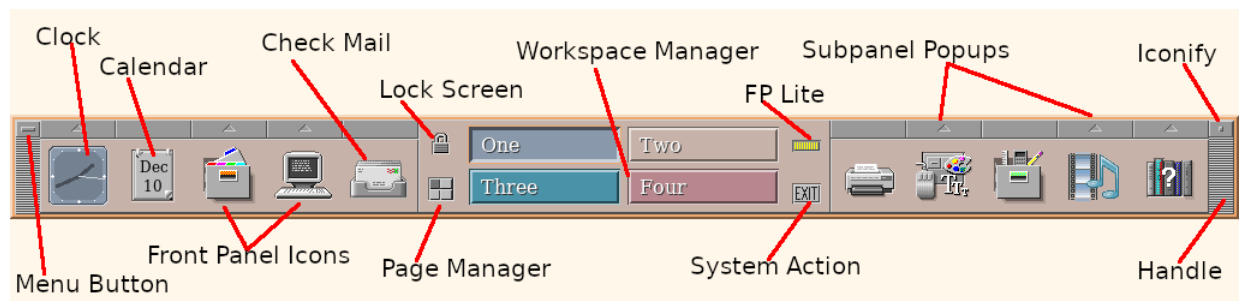 Clock
Calendar
Check Mail
Lock Screen
Workspace Manager
FP Lite
Subpanel Popups
Iconify
Dec
10
One
Two
Three
Four
EXIT
?
Menu Button
Front Panel Icons
Page Manager
System Action
Handle